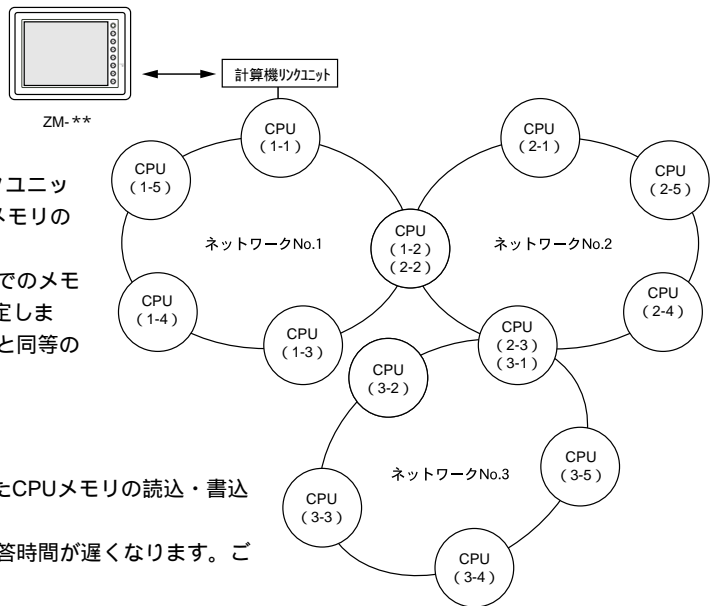 計算機リンクユニット
ZM-**
CPU
(1-1)
CPU
(2-1)
CPU
(1-5)
CPU
(2-5)
クユニッ
メモリの
CPU
(1-2)
(2-2)
ネットワークNo.1
ネットワークNo.2
でのメモ
定しま
と同等の
CPU
(1-4)
CPU
(2-4)
CPU
(1-3)
CPU
(2-3)
(3-1)
CPU
(3-2)
ネットワークNo.3
CPU
(3-5)
たCPUメモリの読込・書込
CPU
(3-3)
答時間が遅くなります。ご
CPU
(3-4)